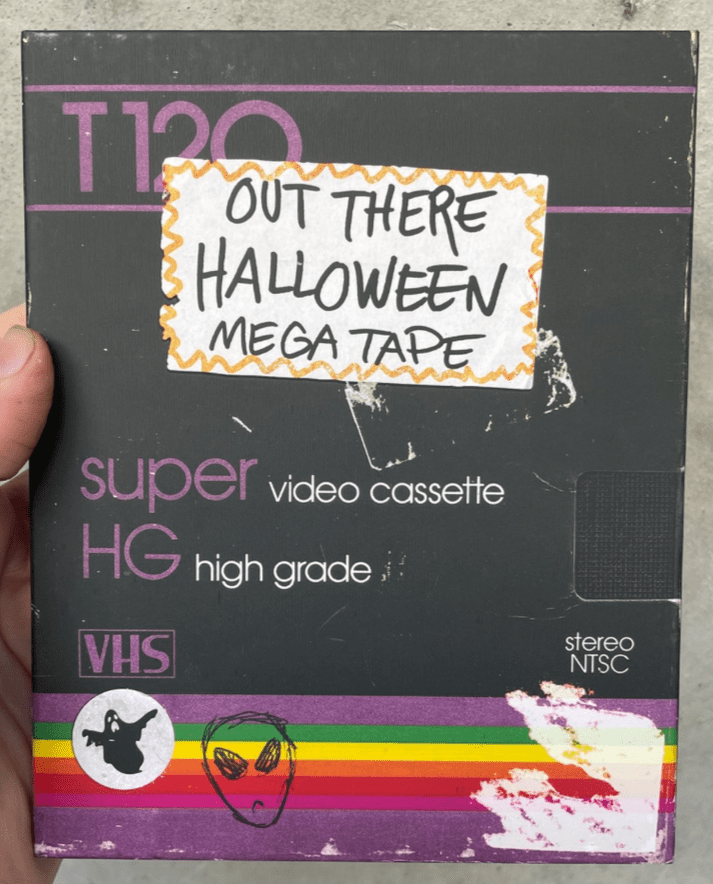 T120
OUT THERE
HALLOWEEN
MEGA TAPE
super video cassette
HG high grade
VHS
stereo
NTSC